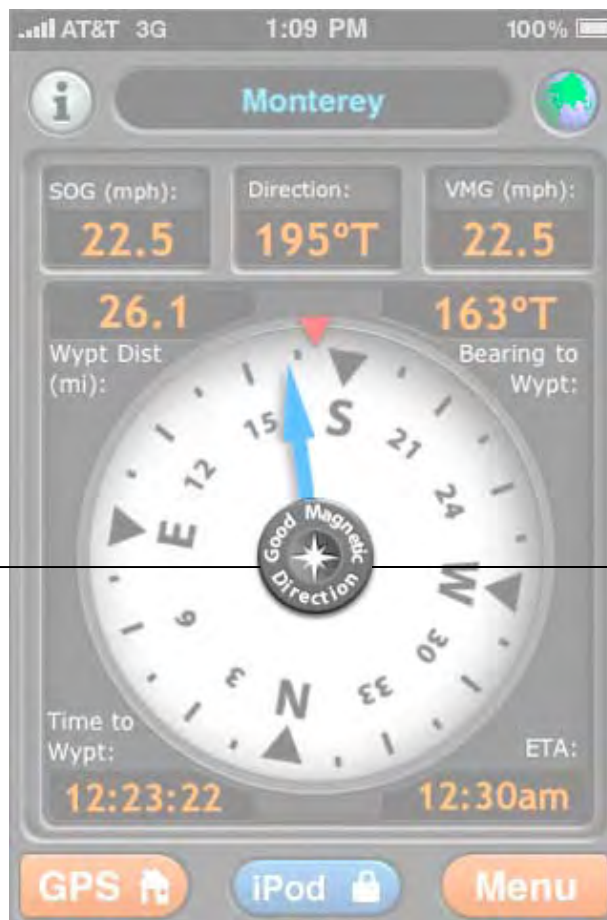 AT&T 3G 1:09 PM 100%
i Monterey
SOG (mph): Direction: VMG (mph):
22.5 195°T 22.5
26.1 163°T
Wypt Dist (mi): Bearing to Wypt:
S
15 21
12 24
E W
6 30
3 33
N
Good Magnetic Direction
Time to Wypt: ETA:
12:23:22 12:30am
GPS iPod Menu